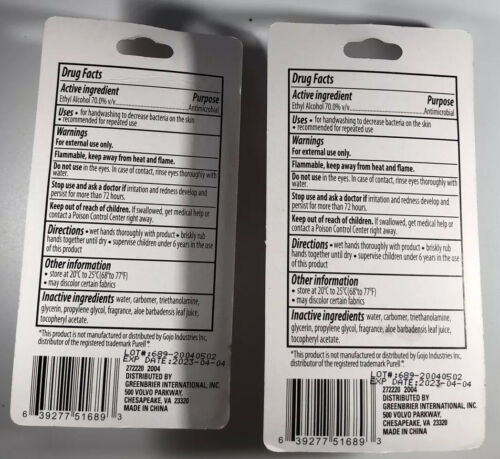 Drug Facts
Active ingredient Purpose
Ethyl Alcohol 70.0% v/v Antimicrobial
Uses • for handwashing to decrease bacteria on the skin
• recommended for repeated use
Warnings
For external use only.
Flammable, keep away from heat and flame.
Do not use in the eyes. In case of contact, rinse eyes thoroughly with
water.
Stop use and ask a doctor if irritation and redness develop and
persist for more than 72 hours.
Keep out of reach of children. If swallowed, get medical help or
contact a Poison Control Center right away.
Directions • wet hands thoroughly with product • briskly rub
hands together until dry • supervise children under 6 years in the use
of this product
Other information
• store at 20°C to 25°C(68°to 77°F)
• may discolor certain fabrics
Inactive ingredients water, carbomer, triethanolamine,
glycerin, propylene glycol, fragrance, aloe barbadensis leaf juice,
tocopheryl acetate.
*This product is not manufactured or distributed by Gojo Industries Inc,
distributor of the registered trademark Purell®.
LOT#:689-20040502
EXP DATE:2023-04-04
272220 2004
DISTRIBUTED BY
GREENBRIER INTERNATIONAL, INC.
500 VOLVO PARKWAY,
CHESAPEAKE, VA 23320
MADE IN CHINA
6 39277 51689 3
Drug Facts
Active ingredient Purpose
Ethyl Alcohol 70.0% v/v Antimicrobial
Uses • for handwashing to decrease bacteria on the skin
• recommended for repeated use
Warnings
For external use only.
Flammable, keep away from heat and flame.
Do not use in the eyes. In case of contact, rinse eyes thoroughly with
water.
Stop use and ask a doctor if irritation and redness develop and
persist for more than 72 hours.
Keep out of reach of children. If swallowed, get medical help or
contact a Poison Control Center right away.
Directions • wet hands thoroughly with product • briskly rub
hands together until dry • supervise children under 6 years in the use
of this product
Other information
• store at 20°C to 25°C(68°to 77°F)
• may discolor certain fabrics
Inactive ingredients water, carbomer, triethanolamine,
glycerin, propylene glycol, fragrance, aloe barbadensis leaf juice,
tocopheryl acetate.
*This product is not manufactured or distributed by Gojo Industries Inc,
distributor of the registered trademark Purell®.
LOT#:689-20040502
EXP DATE:2023-04-04
272220 2004
DISTRIBUTED BY
GREENBRIER INTERNATIONAL, INC.
500 VOLVO PARKWAY,
CHESAPEAKE, VA 23320
MADE IN CHINA
6 39277 51689 3